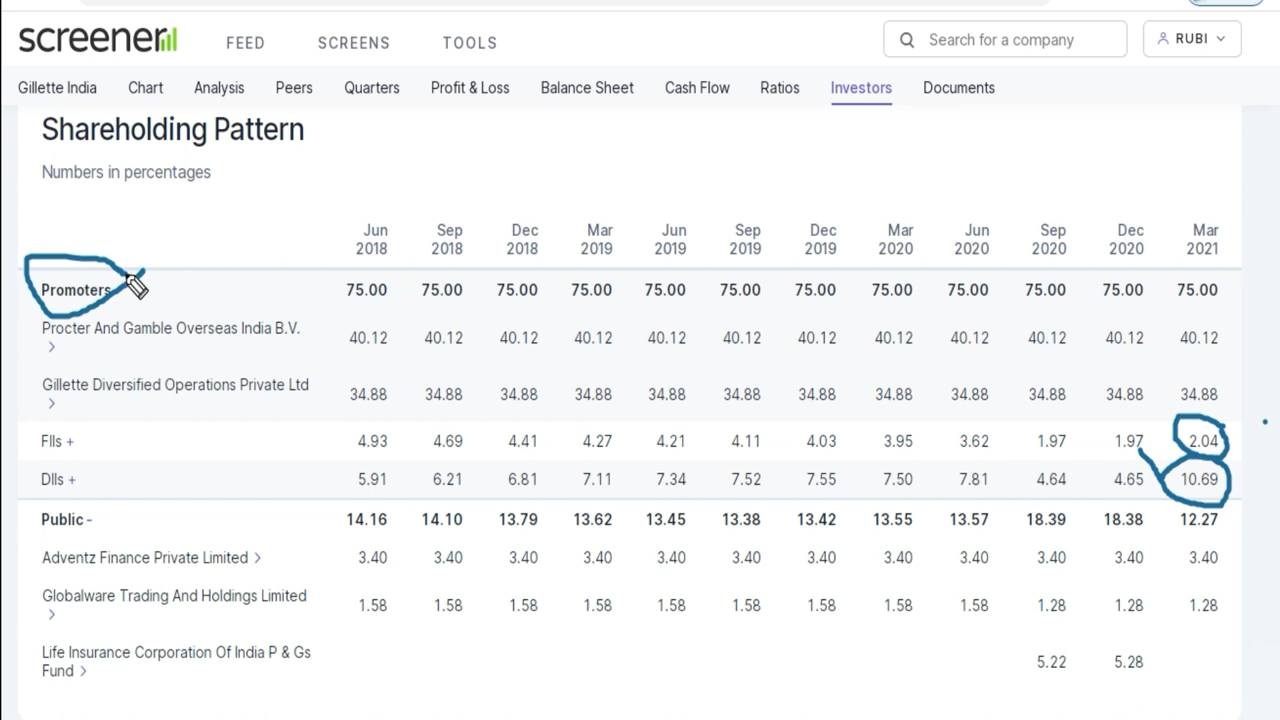 screener FEED SCREENS TOOLS Search for a company RUBI
Gillette India Chart Analysis Peers Quarters Profit & Loss Balance Sheet Cash Flow Ratios Investors Documents
Shareholding Pattern
Numbers in percentages
Jun Sep Dec Mar Jun Sep Dec Mar Jun Sep Dec Mar
2018 2018 2018 2019 2019 2019 2019 2020 2020 2020 2020 2021
Promoters 75.00 75.00 75.00 75.00 75.00 75.00 75.00 75.00 75.00 75.00 75.00 75.00
Procter And Gamble Overseas India B.V. 40.12 40.12 40.12 40.12 40.12 40.12 40.12 40.12 40.12 40.12 40.12 40.12
Gillette Diversified Operations Private Ltd 34.88 34.88 34.88 34.88 34.88 34.88 34.88 34.88 34.88 34.88 34.88 34.88
FIIs + 4.93 4.69 4.41 4.27 4.21 4.11 4.03 3.95 3.62 1.97 1.97 2.04
DIIs + 5.91 6.21 6.81 7.11 7.34 7.52 7.55 7.50 7.81 4.64 4.65 10.69
Public - 14.16 14.10 13.79 13.62 13.45 13.38 13.42 13.55 13.57 18.39 18.38 12.27
Adventz Finance Private Limited 3.40 3.40 3.40 3.40 3.40 3.40 3.40 3.40 3.40 3.40 3.40 3.40
Globalware Trading And Holdings Limited 1.58 1.58 1.58 1.58 1.58 1.58 1.58 1.58 1.58 1.28 1.28 1.28
Life Insurance Corporation Of India P & Gs
Fund 5.22 5.28